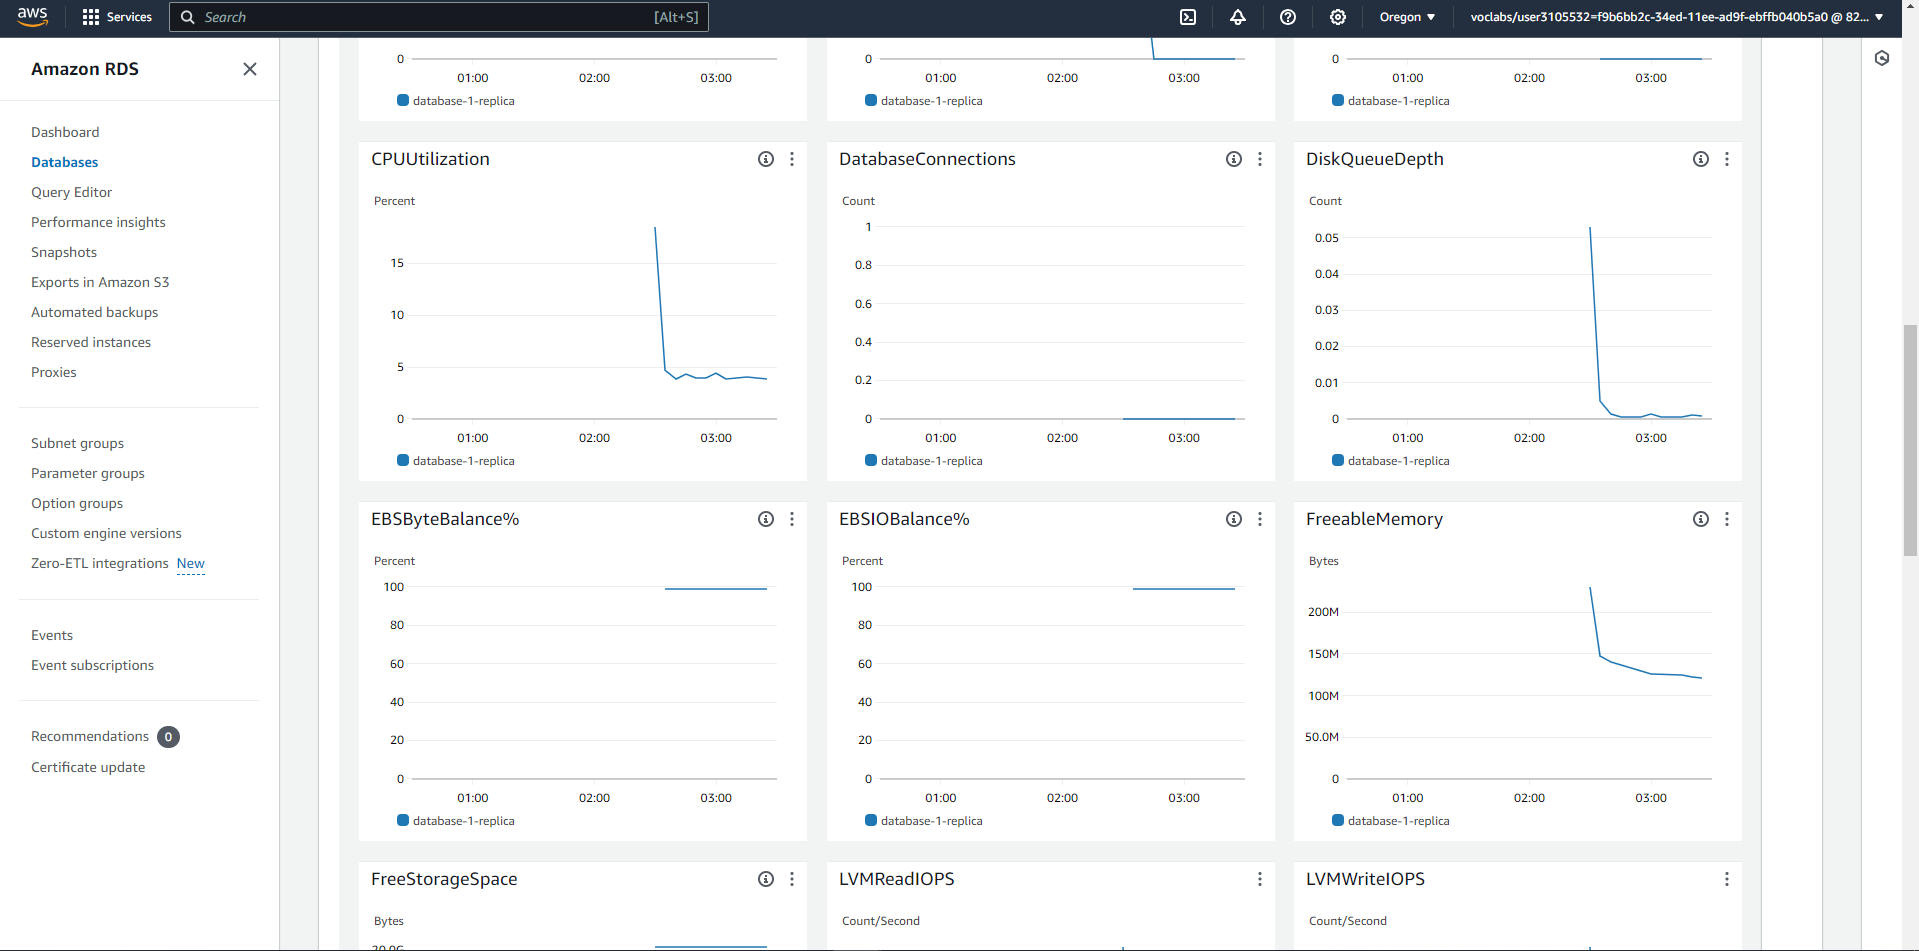 aws
Services
Search
[Alt+S]
Oregon
voclabs/user3105532=f9b6bb2c-34ed-11ee-ad9f-ebffb040b5a0 @ 82...
Amazon RDS
Dashboard
Databases
Query Editor
Performance insights
Snapshots
Exports in Amazon S3
Automated backups
Reserved instances
Proxies
Subnet groups
Parameter groups
Option groups
Custom engine versions
Zero-ETL integrations New
Events
Event subscriptions
Recommendations 0
Certificate update
0
01:00 02:00 03:00
database-1-replica
0
01:00 02:00 03:00
database-1-replica
0
01:00 02:00 03:00
database-1-replica
CPUUtilization
Percent
15
10
5
0
01:00 02:00 03:00
database-1-replica
DatabaseConnections
Count
1
0.8
0.6
0.4
0.2
0
01:00 02:00 03:00
database-1-replica
DiskQueueDepth
Count
0.05
0.04
0.03
0.02
0.01
0
01:00 02:00 03:00
database-1-replica
EBSByteBalance%
Percent
100
80
60
40
20
0
01:00 02:00 03:00
database-1-replica
EBSIOBalance%
Percent
100
80
60
40
20
0
01:00 02:00 03:00
database-1-replica
FreeableMemory
Bytes
200M
150M
100M
50.0M
0
01:00 02:00 03:00
database-1-replica
FreeStorageSpace
Bytes
20.0G
LVMReadIOPS
Count/Second
LVMWriteIOPS
Count/Second